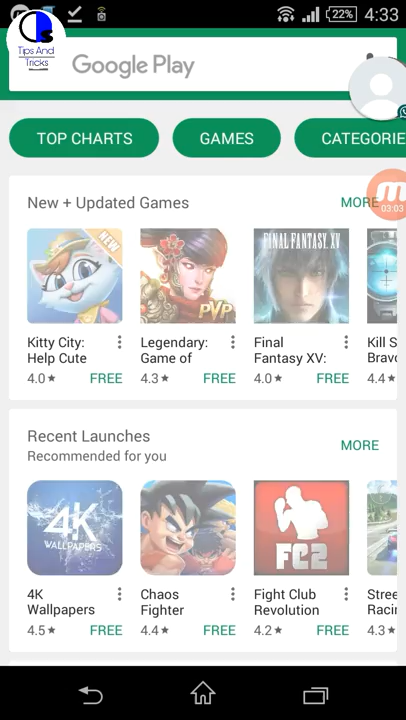 22%
4:33
Tips And
Tricks
Google Play
TOP CHARTS
GAMES
CATEGORIE
New + Updated Games
MORE
03:03
NEW
PVP
FINAL FANTASY XV
Kitty City:
Help Cute
4.0★
FREE
Legendary:
Game of
4.3★
FREE
Final
Fantasy XV:
4.0★
FREE
Kill S
Brave
4.4★
Recent Launches
Recommended for you
MORE
4K
WALLPAPERS
FC2
4K
Wallpapers
4.5★
FREE
Chaos
Fighter
4.4★
FREE
Fight Club
Revolution
4.2★
FREE
Stree
Racin
4.3★